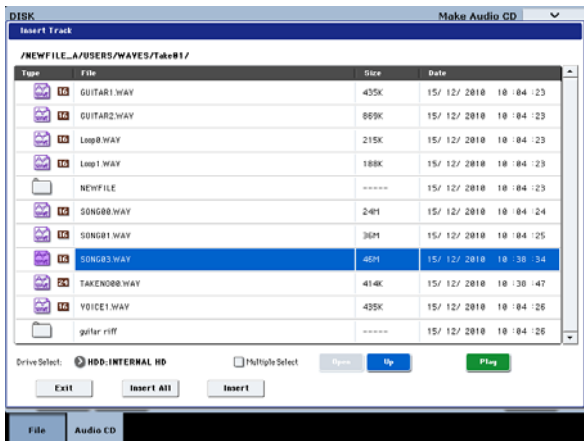 DISK Make Audio CD
Insert Track
/NEWFILE_A/USERS/WAVES/Take01/
Type File Size Date
16 GUITAR1.WAV 435K 15/ 12/ 2010 10 :04 :23
16 GUITAR2.WAV 869K 15/ 12/ 2010 10 :04 :23
16 Loop0.WAV 215K 15/ 12/ 2010 10 :04 :23
16 Loop1.WAV 188K 15/ 12/ 2010 10 :04 :23
NEWFILE ----- 15/ 12/ 2010 10 :04 :23
16 SONG00.WAV 24M 15/ 12/ 2010 10 :04 :24
16 SONG01.WAV 36M 15/ 12/ 2010 10 :04 :25
16 SONG03.WAV 46M 15/ 12/ 2010 10 :38 :34
24 TAKENO00.WAV 414K 15/ 12/ 2010 10 :38 :47
16 VOICE1.WAV 435K 15/ 12/ 2010 10 :04 :26
guitar riff ----- 15/ 12/ 2010 10 :04 :26
Drive Select: HDD:INTERNAL HD Multiple Select Open Up Play
Exit Insert All Insert
File Audio CD